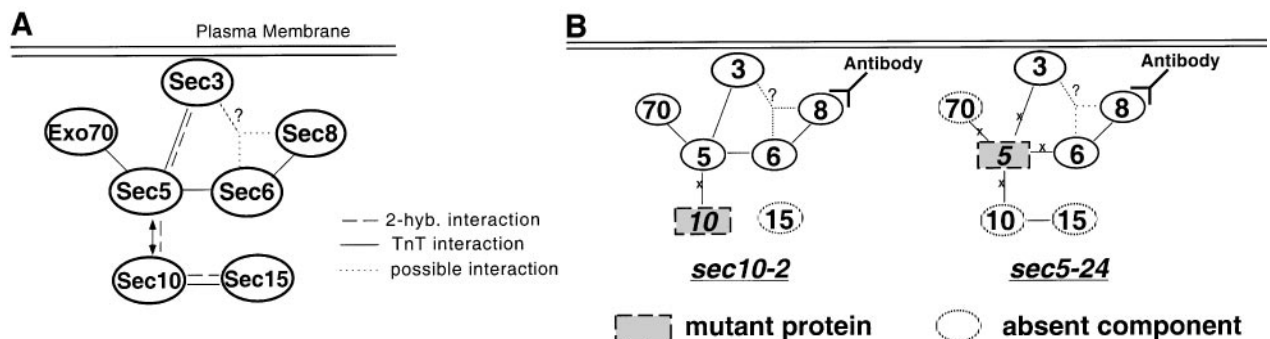 A
Plasma Membrane
Sec3
?
Exo70
Sec8
Sec5
Sec6
Sec10
Sec15
2-hyb. interaction
TnT interaction
possible interaction
B
3
?
Antibody
70
8
5
6
x
10
15
sec10-2
3
?
Antibody
70
8
x
x
5
x
6
x
10
15
sec5-24
mutant protein
absent component